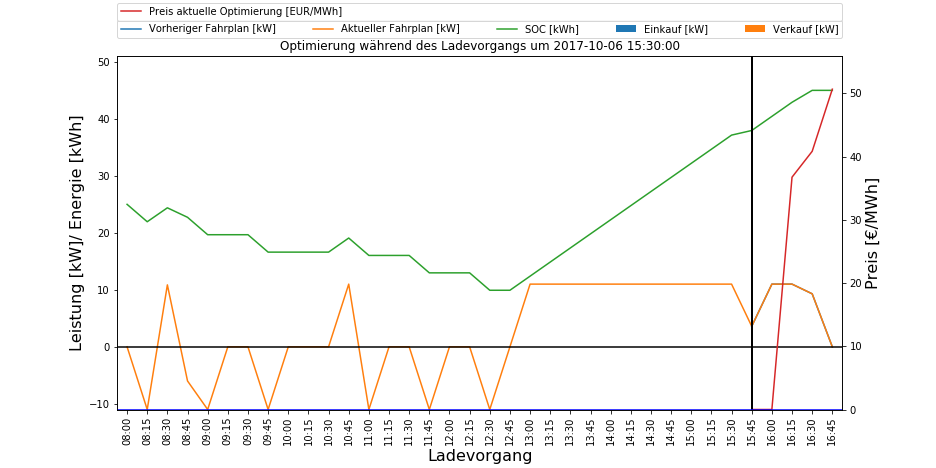 Preis aktuelle Optimierung [EUR/MWh]
Vorheriger Fahrplan [kW] Aktueller Fahrplan [kW] SOC [kWh] Einkauf [kW] Verkauf [kW]
Optimierung während des Ladevorgangs um 2017-10-06 15:30:00
50
40
30
20
10
0
−10
Leistung [kW]/ Energie [kWh]
50
40
30
20
10
0
Preis [€/MWh]
08:00 08:15 08:30 08:45 09:00 09:15 09:30 09:45 10:00 10:15 10:30 10:45 11:00 11:15 11:30 11:45 12:00 12:15 12:30 12:45 13:00 13:15 13:30 13:45 14:00 14:15 14:30 14:45 15:00 15:15 15:30 15:45 16:00 16:15 16:30 16:45
Ladevorgang